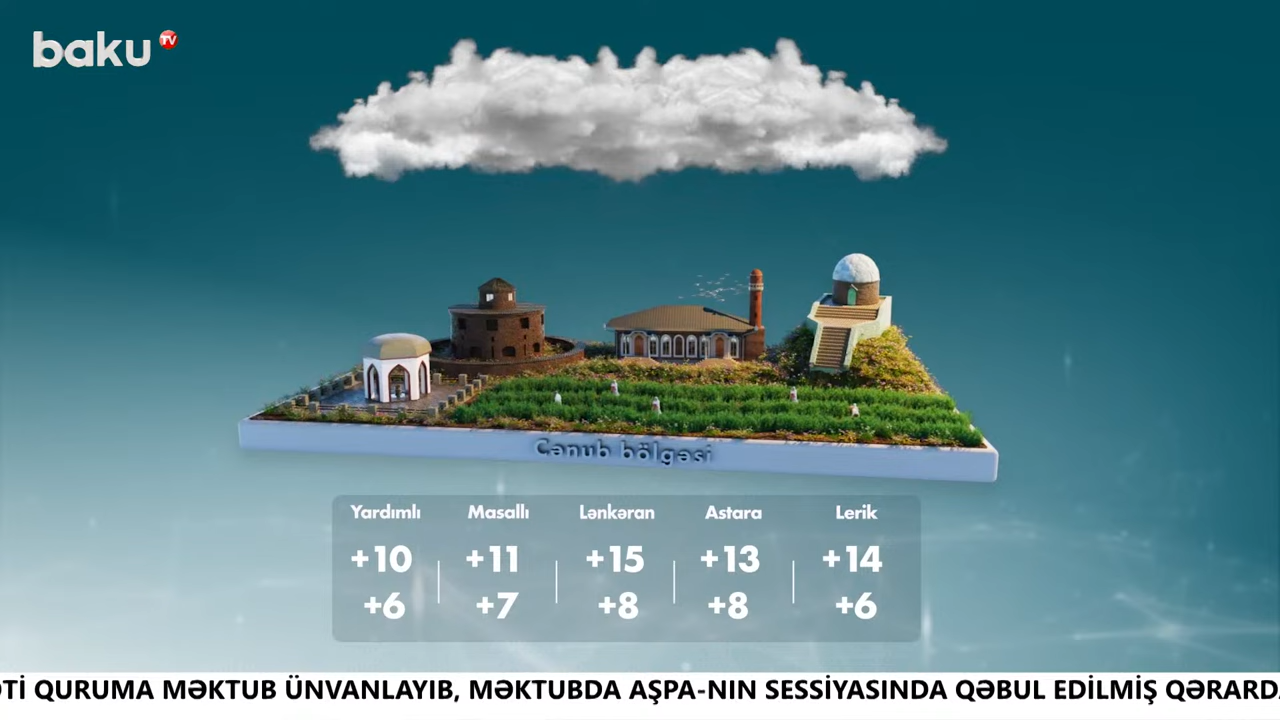 baku TV
Cənub bölgəsi
Yardımlı Masallı Lənkəran Astara Lerik
+10 +11 +15 +13 +14
+6 +7 +8 +8 +6
QURUMA MƏKTUB ÜNVANLAYIB, MƏKTUBDA AŞPA-NIN SESSİYASINDA QƏBUL EDİLMİŞ